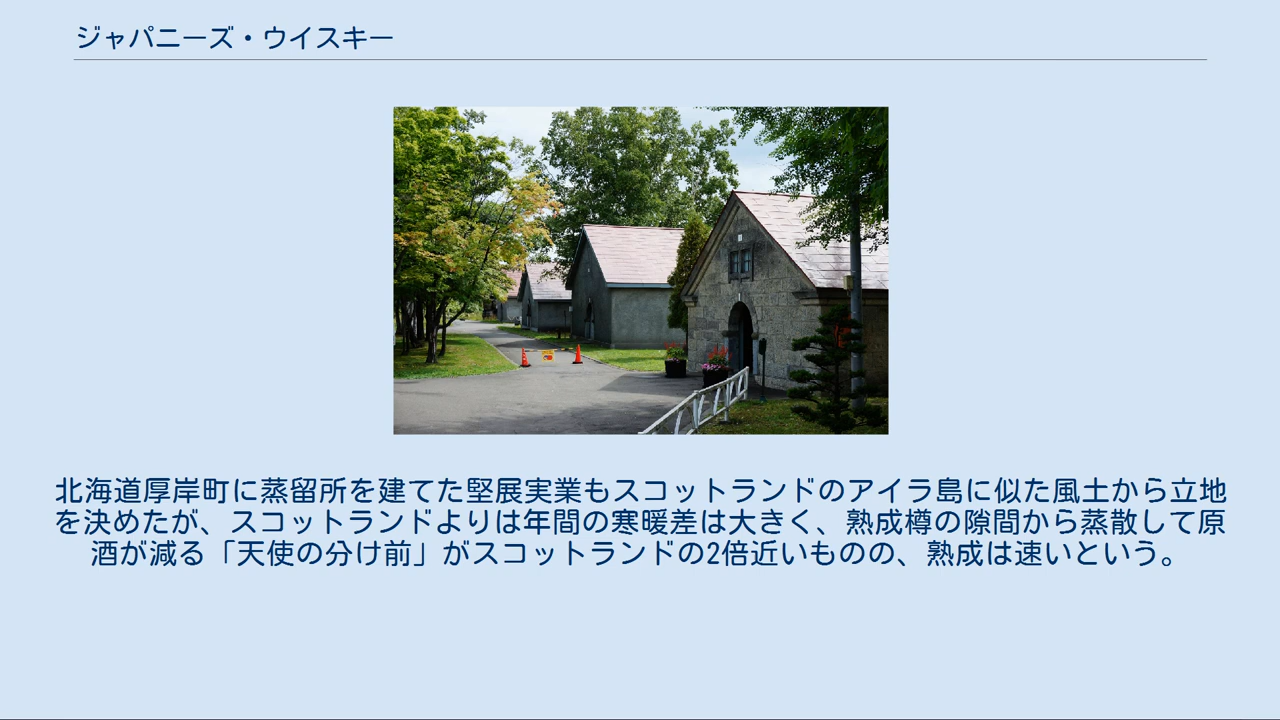 ジャパニーズ・ウイスキー
北海道厚岸町に蒸留所を建てた堅展実業もスコットランドのアイラ島に似た風土から立地
を決めたが、スコットランドよりは年間の寒暖差は大きく、熟成樽の隙間から蒸散して原
酒が減る「天使の分け前」がスコットランドの2倍近いものの、熟成は速いという。